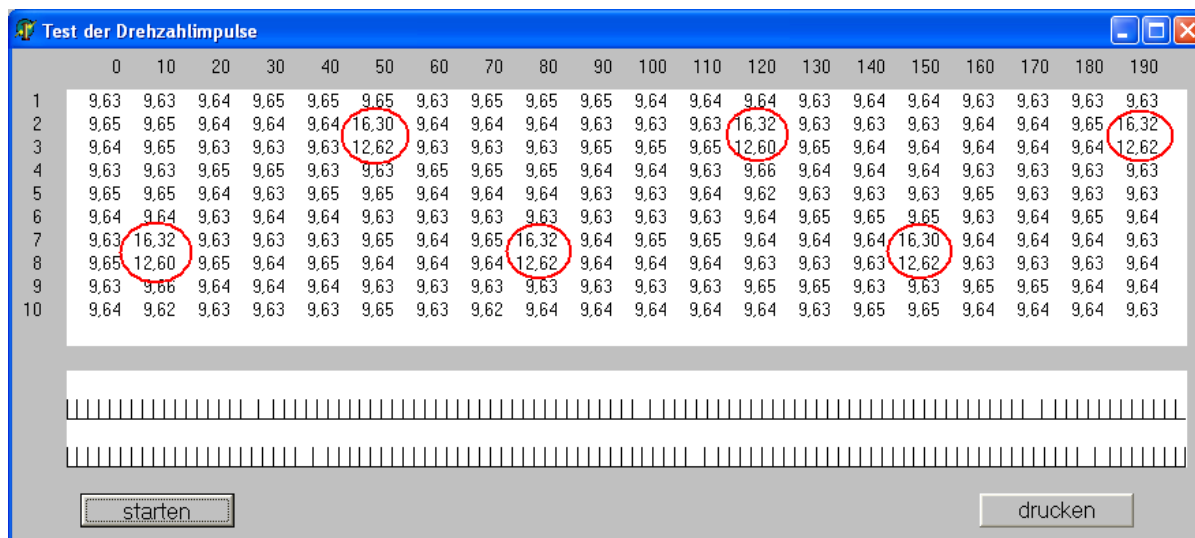 Test der Drehzahlimpulse
0 10 20 30 40 50 60 70 80 90 100 110 120 130 140 150 160 170 180 190
1 9,63 9,63 9,64 9,65 9,65 9,65 9,63 9,65 9,65 9,65 9,64 9,64 9,64 9,63 9,64 9,64 9,63 9,63 9,63 9,63
2 9,65 9,65 9,64 9,64 9,64 16,30 9,64 9,64 9,64 9,63 9,63 9,63 16,32 9,63 9,63 9,63 9,64 9,64 9,65 16,32
3 9,64 9,65 9,63 9,63 9,63 12,62 9,63 9,63 9,63 9,65 9,65 9,65 12,60 9,65 9,64 9,64 9,64 9,64 9,64 12,62
4 9,63 9,63 9,65 9,65 9,63 9,63 9,65 9,65 9,65 9,64 9,64 9,63 9,66 9,64 9,64 9,64 9,63 9,63 9,63 9,63
5 9,65 9,65 9,64 9,64 9,65 9,65 9,64 9,64 9,64 9,63 9,63 9,64 9,62 9,63 9,63 9,63 9,65 9,63 9,63 9,63
6 9,64 9,64 9,63 9,64 9,64 9,63 9,63 9,63 9,63 9,63 9,63 9,63 9,64 9,65 9,65 9,65 9,63 9,64 9,65 9,64
7 9,63 16,32 9,63 9,63 9,63 9,65 9,64 9,65 16,32 9,64 9,65 9,65 9,64 9,64 9,64 16,30 9,64 9,64 9,64 9,63
8 9,65 12,60 9,65 9,64 9,65 9,64 9,64 9,64 12,62 9,64 9,64 9,64 9,63 9,63 9,63 12,62 9,63 9,63 9,63 9,64
9 9,63 9,66 9,64 9,64 9,64 9,63 9,63 9,63 9,63 9,63 9,63 9,63 9,65 9,65 9,63 9,63 9,65 9,65 9,64 9,64
10 9,64 9,62 9,63 9,63 9,63 9,65 9,63 9,62 9,64 9,64 9,64 9,64 9,64 9,63 9,65 9,65 9,64 9,64 9,64 9,63
starten
drucken